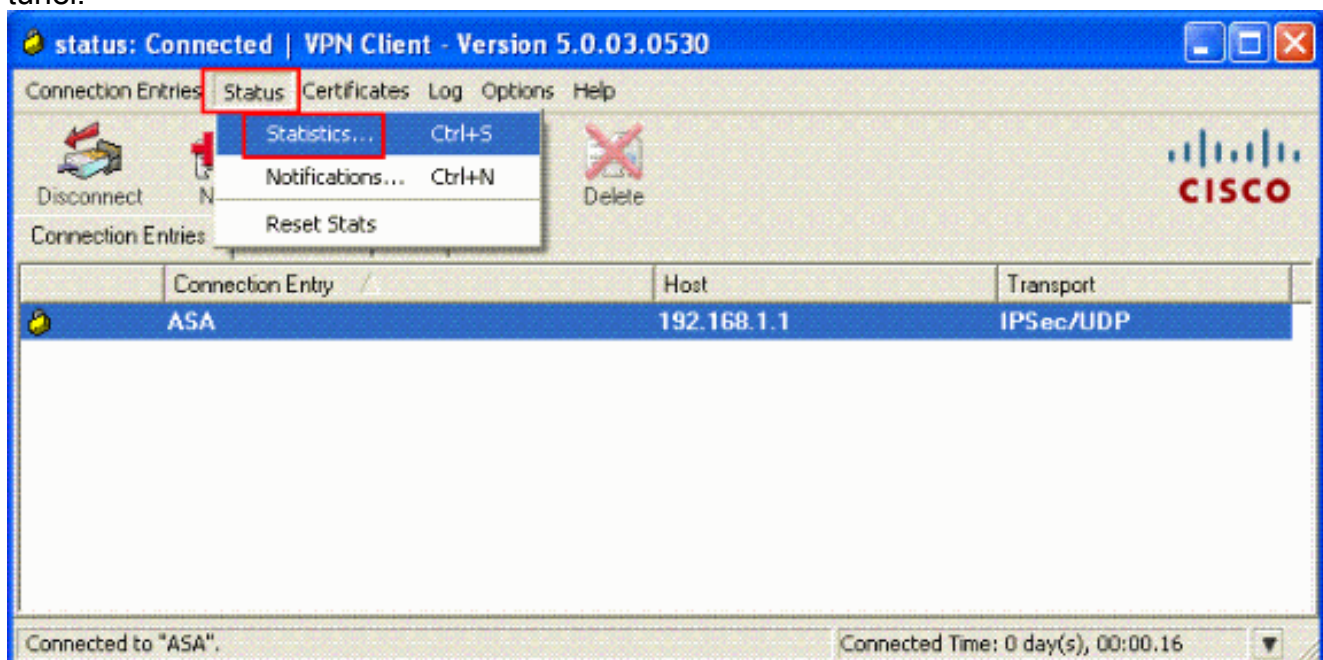 túnel.
status: Connected | VPN Client - Version 5.0.03.0530
Connection Entries Status Certificates Log Options Help
Statistics... Ctrl+S
Notifications... Ctrl+N
Reset Stats
Disconnect N Delete
CISCO
Connection Entries
Connection Entry / Host Transport
ASA 192.168.1.1 IPSec/UDP
Connected to "ASA". Connected Time: 0 day(s), 00:00.16